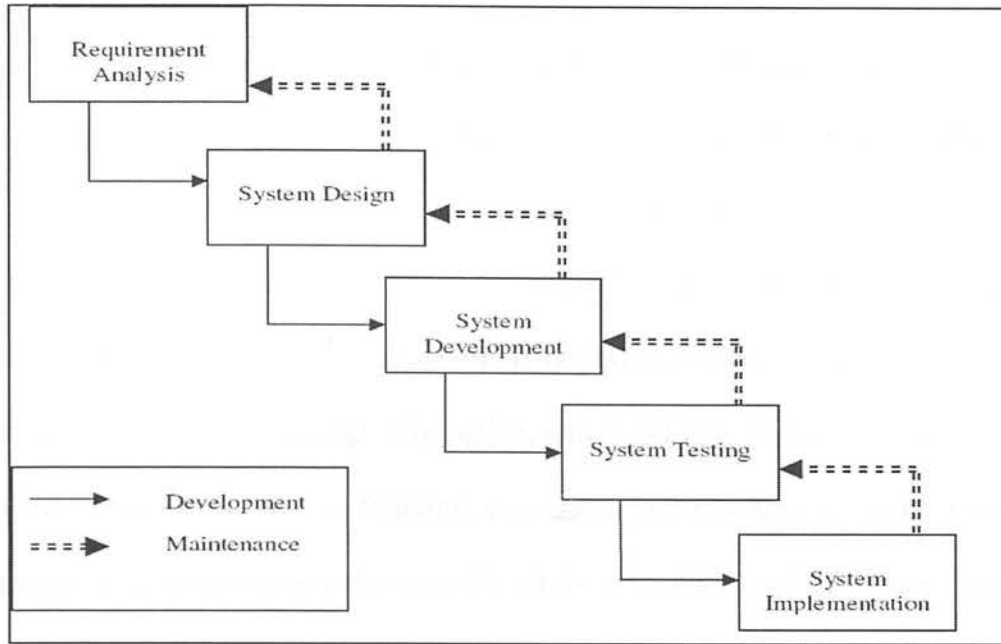 Requirement
Analysis
System Design
System
Development
System Testing
System
Implementation
Development
Maintenance